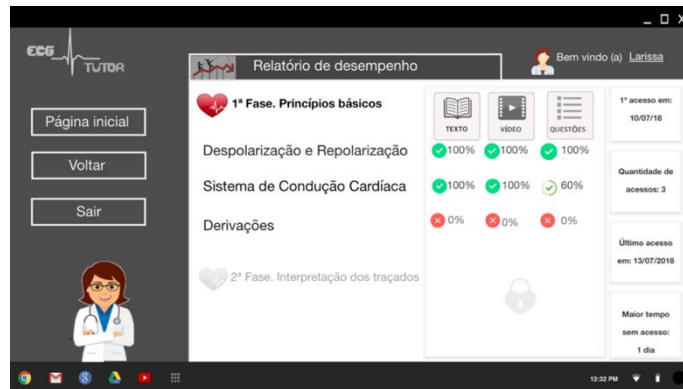 ECG
TUTOR
Relatório de desempenho
Bem vindo (a) Larissa
Página inicial
Voltar
Sair
1ª Fase. Princípios básicos
TEXTO
VÍDEO
QUESTÕES
Despolarização e Repolarização
100%
100%
100%
Sistema de Condução Cardíaca
100%
100%
60%
Derivações
0%
0%
0%
2ª Fase. Interpretação dos traçados
1º acesso em:
10/07/18
Quantidade de
acessos: 3
Último acesso
em: 13/07/2018
Maior tempo
sem acesso:
1 dia
12:32 PM